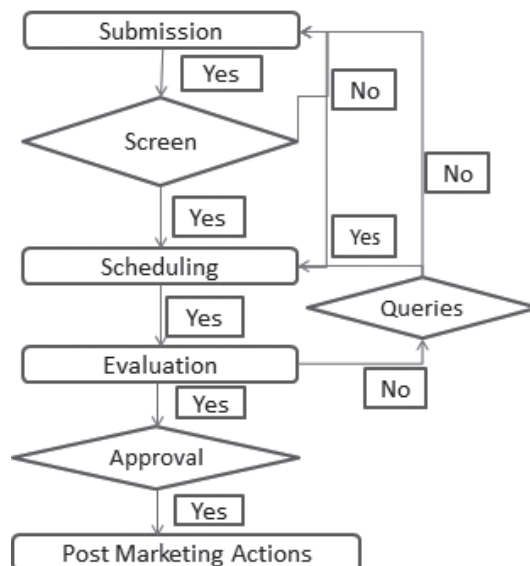 Submission
Yes
No
Screen
No
Yes
Yes
Scheduling
Yes
Queries
Evaluation
No
Yes
Approval
Yes
Post Marketing Actions